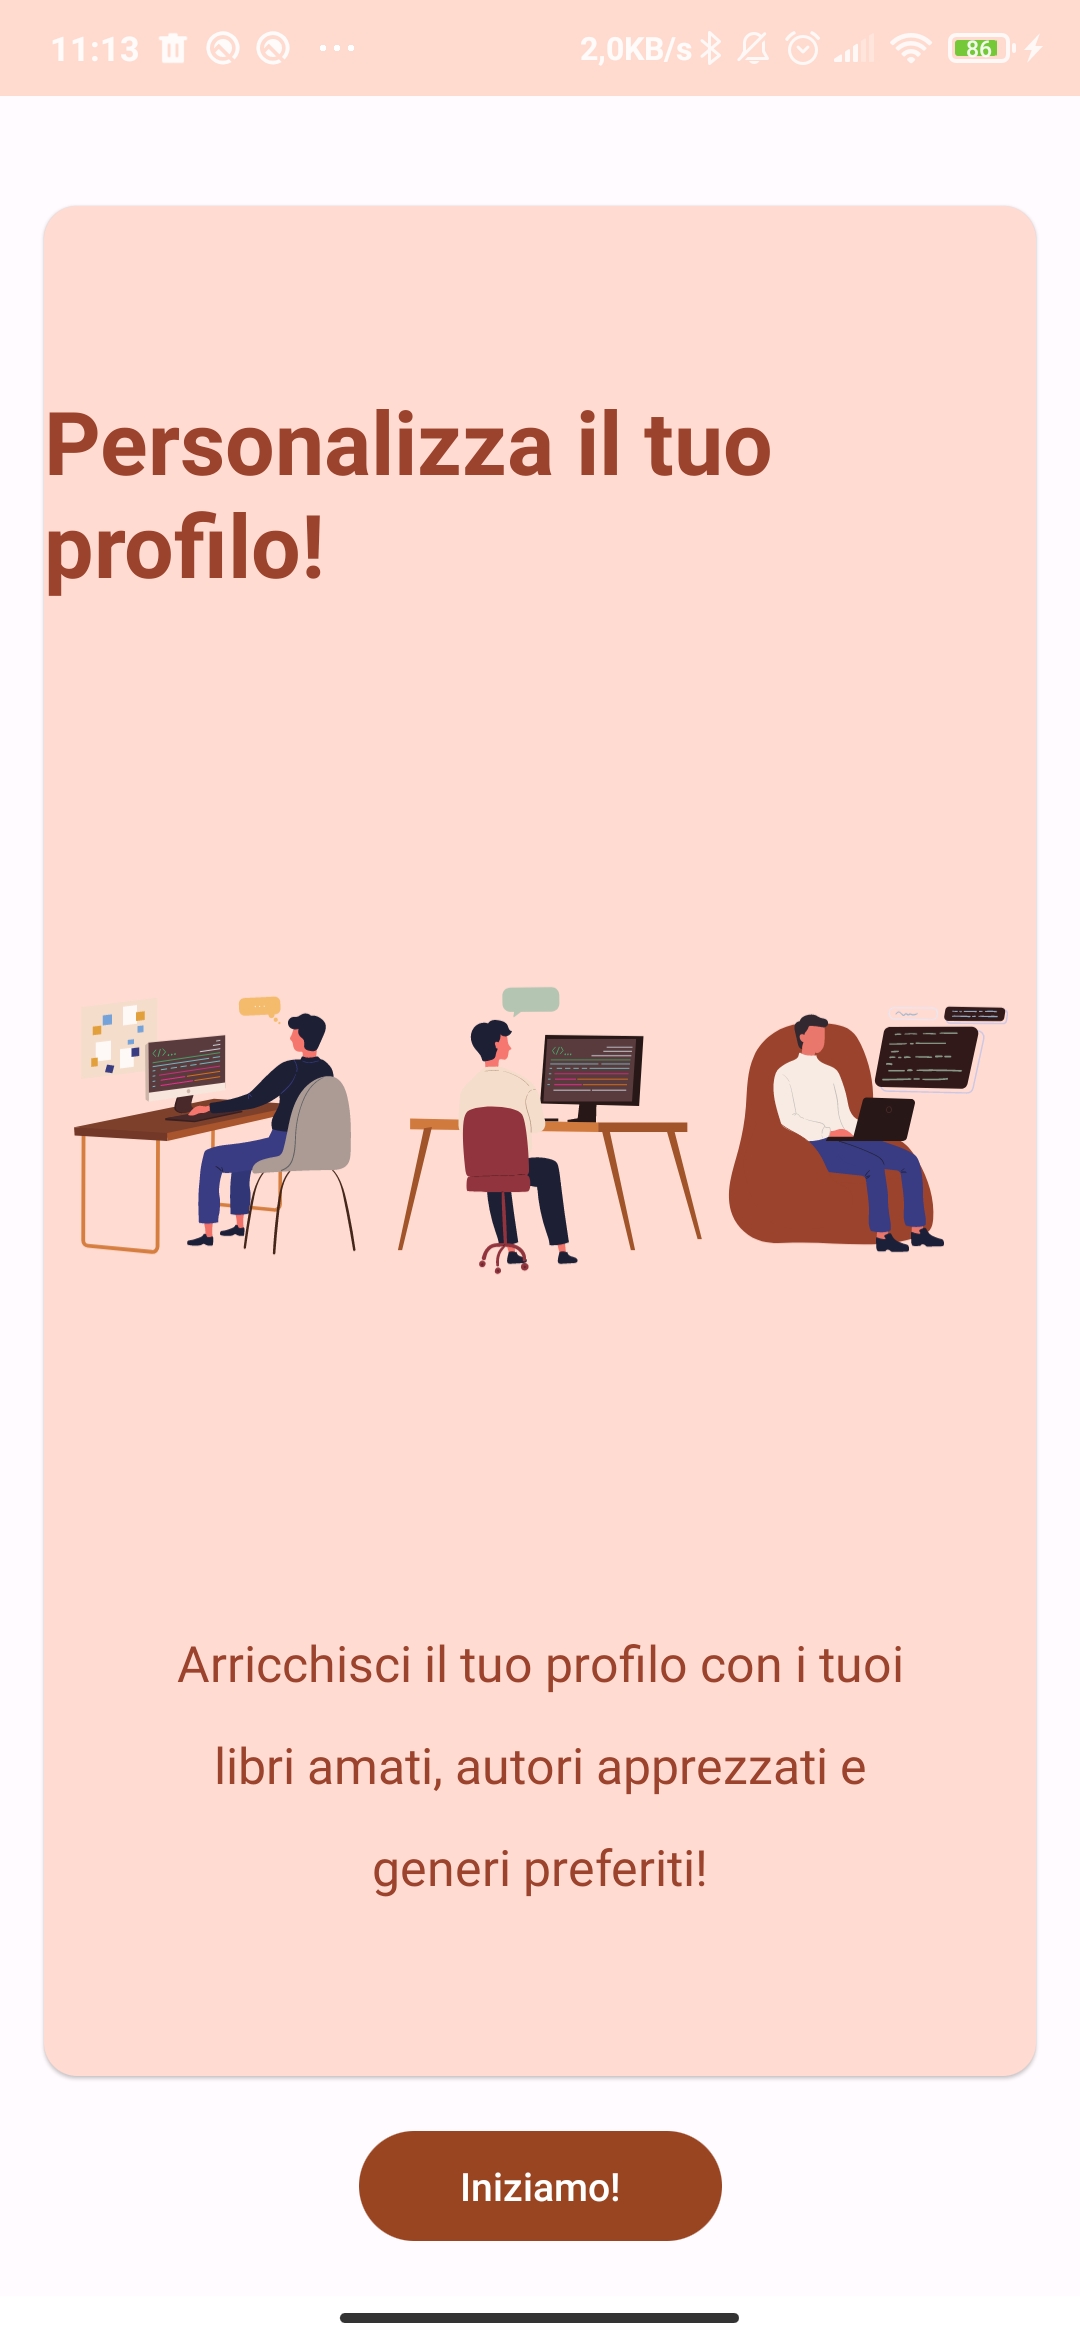 11:13
2,0KB/s
86
Personalizza il tuo
profilo!
</>...
</>...
Arricchisci il tuo profilo con i tuoi
libri amati, autori apprezzati e
generi preferiti!
Iniziamo!